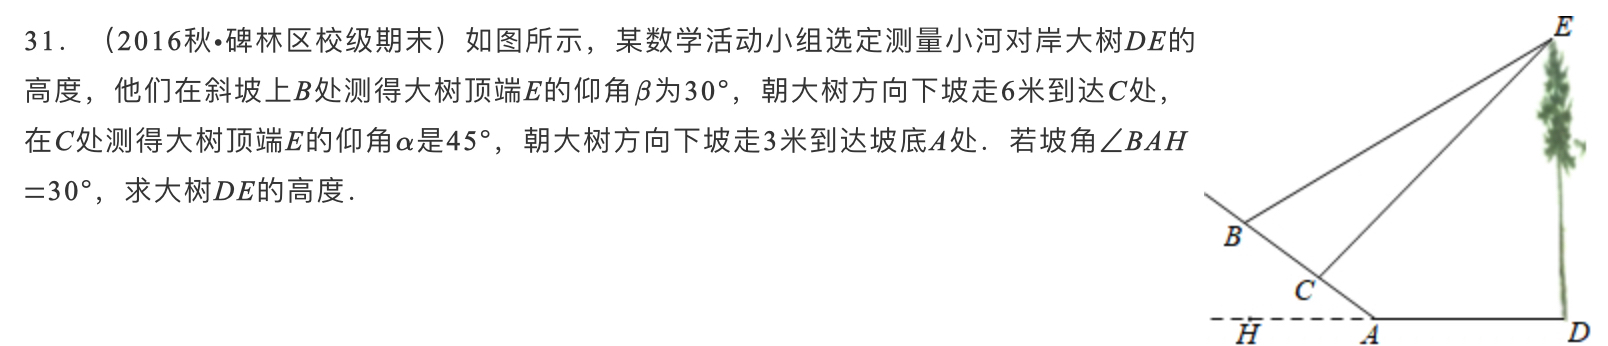 31．（2016秋•碑林区校级期末）如图所示，某数学活动小组选定测量小河对岸大树DE的
高度，他们在斜坡上B处测得大树顶端E的仰角β为30°，朝大树方向下坡走6米到达C处，
在C处测得大树顶端E的仰角α是45°，朝大树方向下坡走3米到达坡底A处．若坡角∠BAH
=30°，求大树DE的高度．
E
B
C
H
A
D